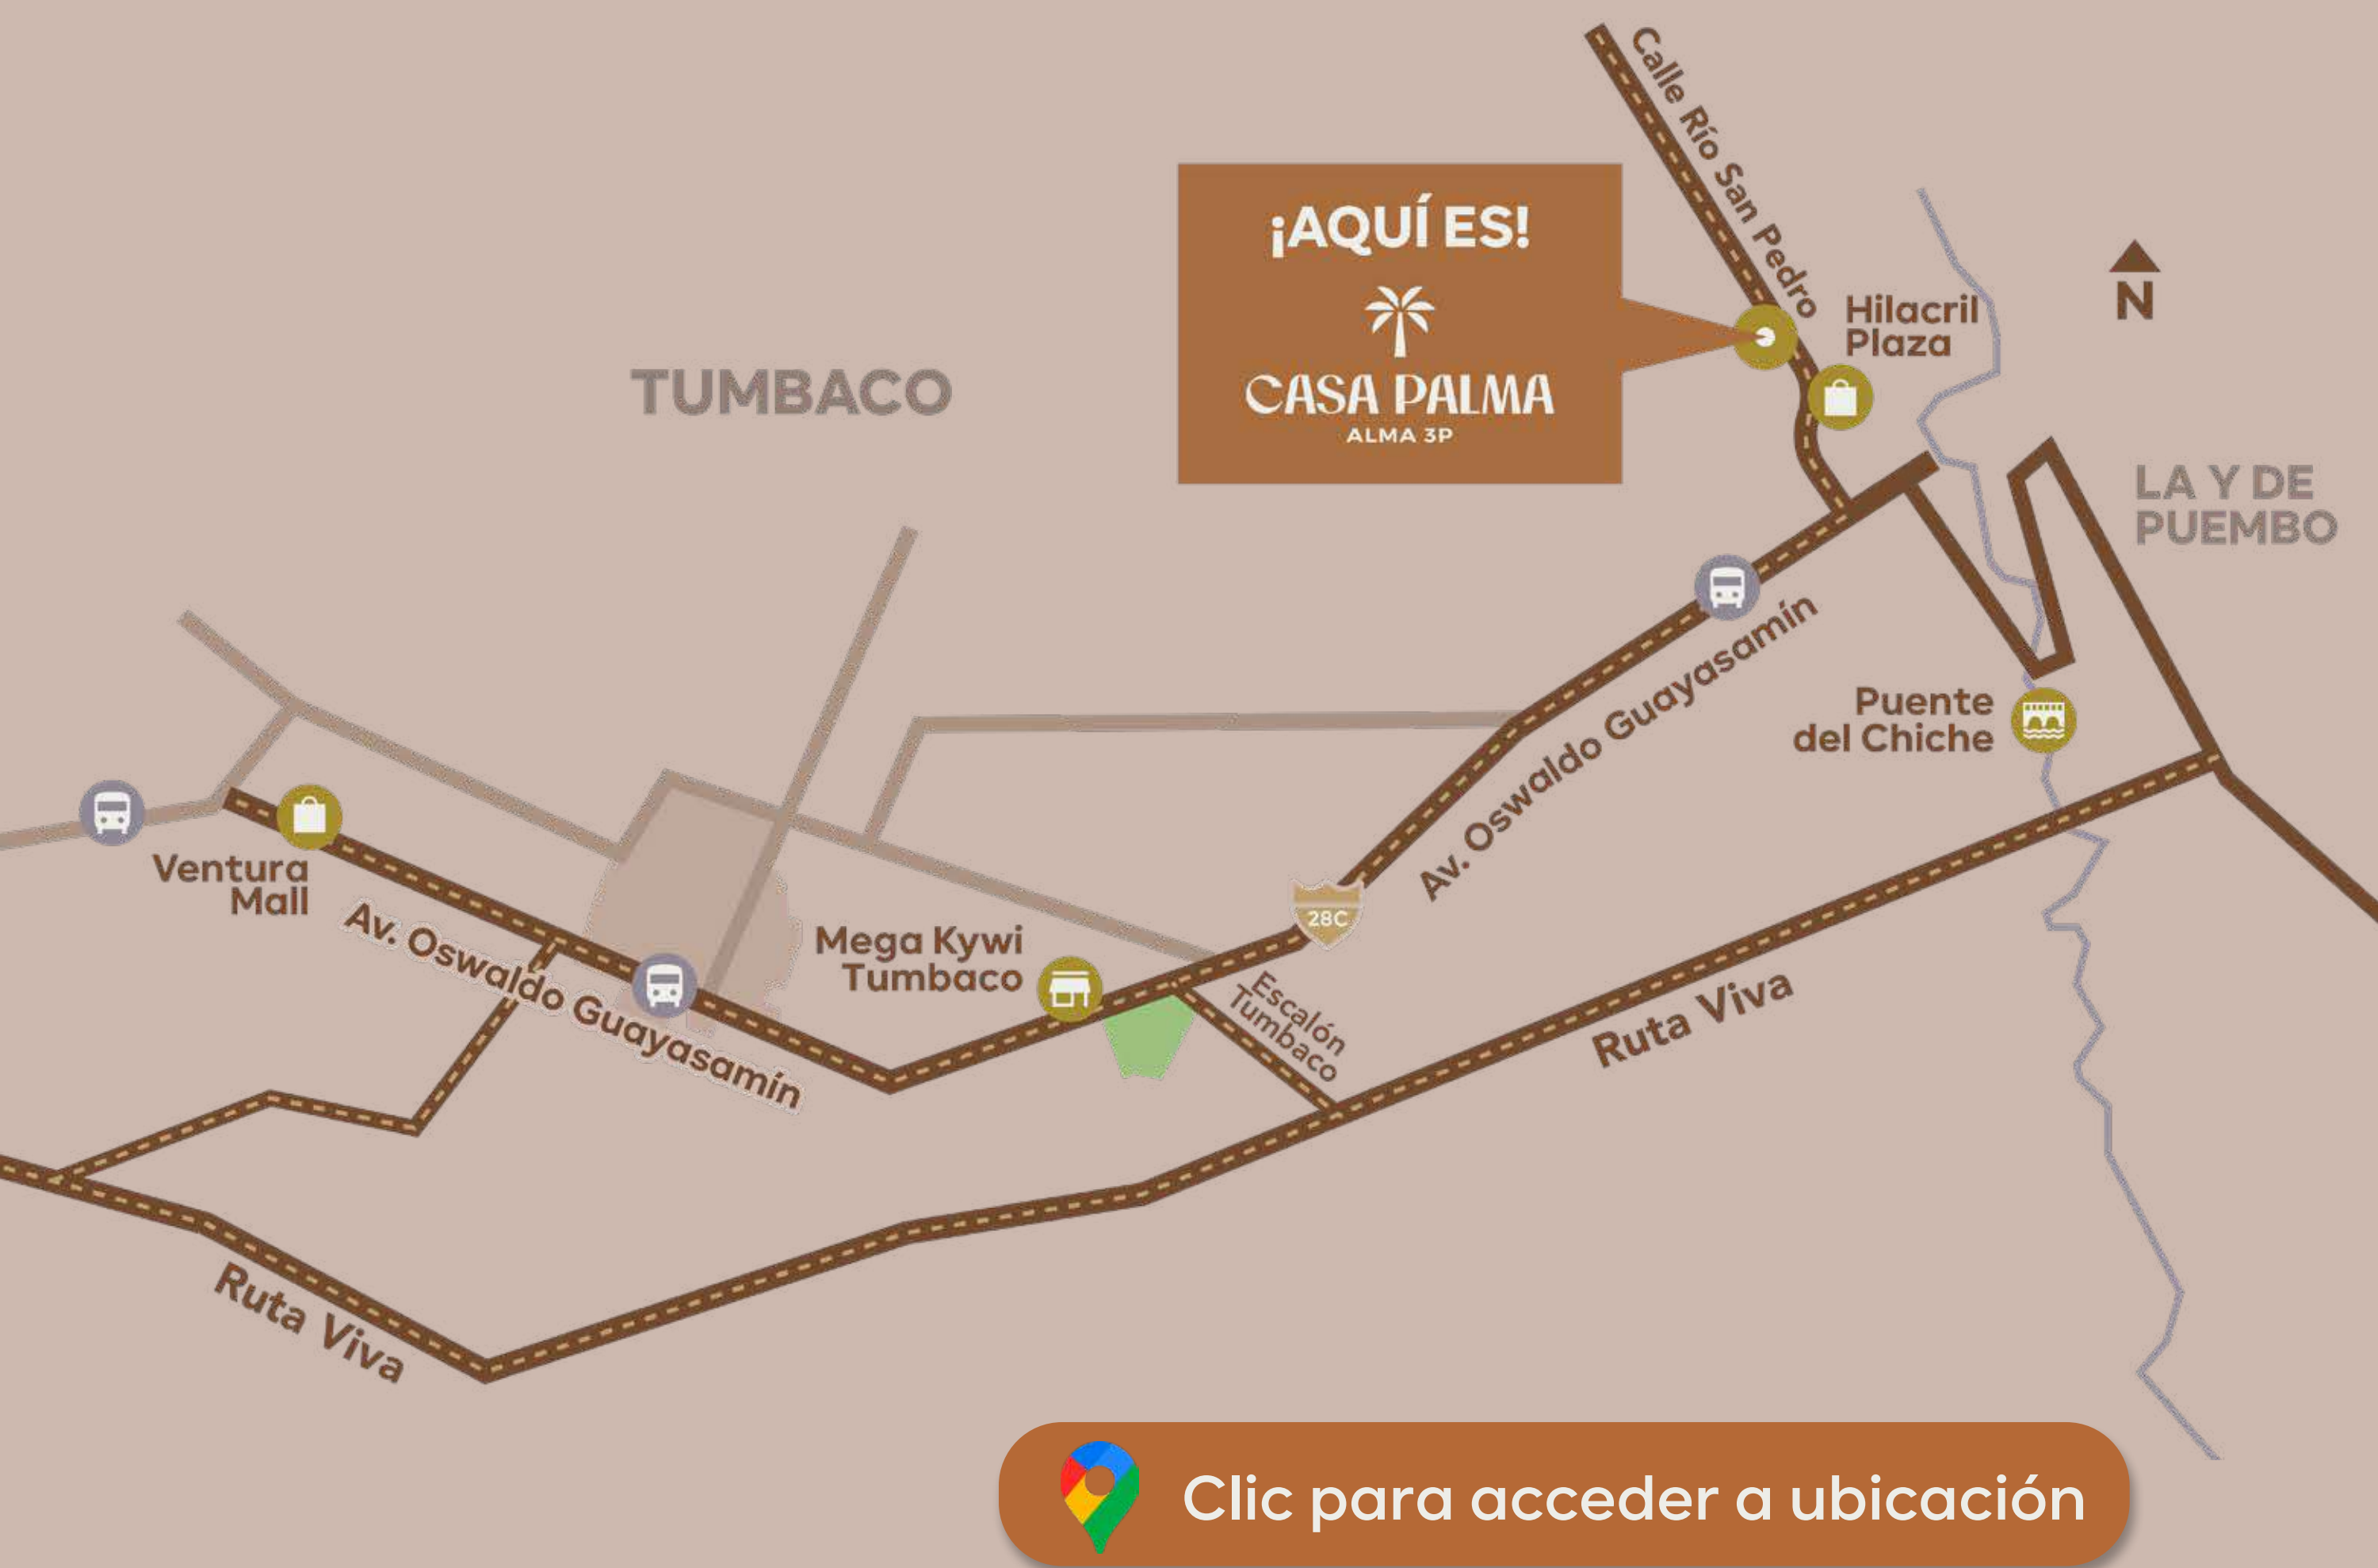 Calle Río San Pedro
¡AQUÍ ES!
CASA PALMA
ALMA 3P
Hilacril
Plaza
N
TUMBACO
LA Y DE
PUEMBO
Av. Oswaldo Guayasamín
Puente
del Chiche
Ventura
Mall
Av. Oswaldo Guayasamín
Mega Kywi
Tumbaco
28C
Escalón
Tumbaco
Ruta Viva
Ruta Viva
Clic para acceder a ubicación